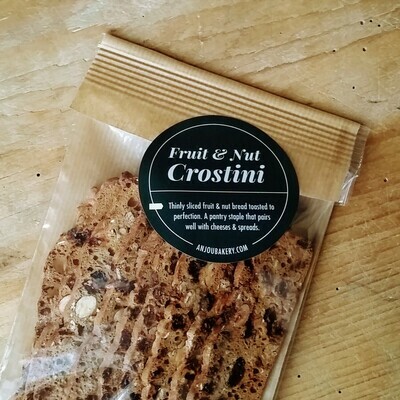 Fruit & Nut
Crostini
Thinly sliced fruit & nut bread toasted to
perfection. A pantry staple that pairs
well with cheeses & spreads.
ANJOUBAKERY.COM